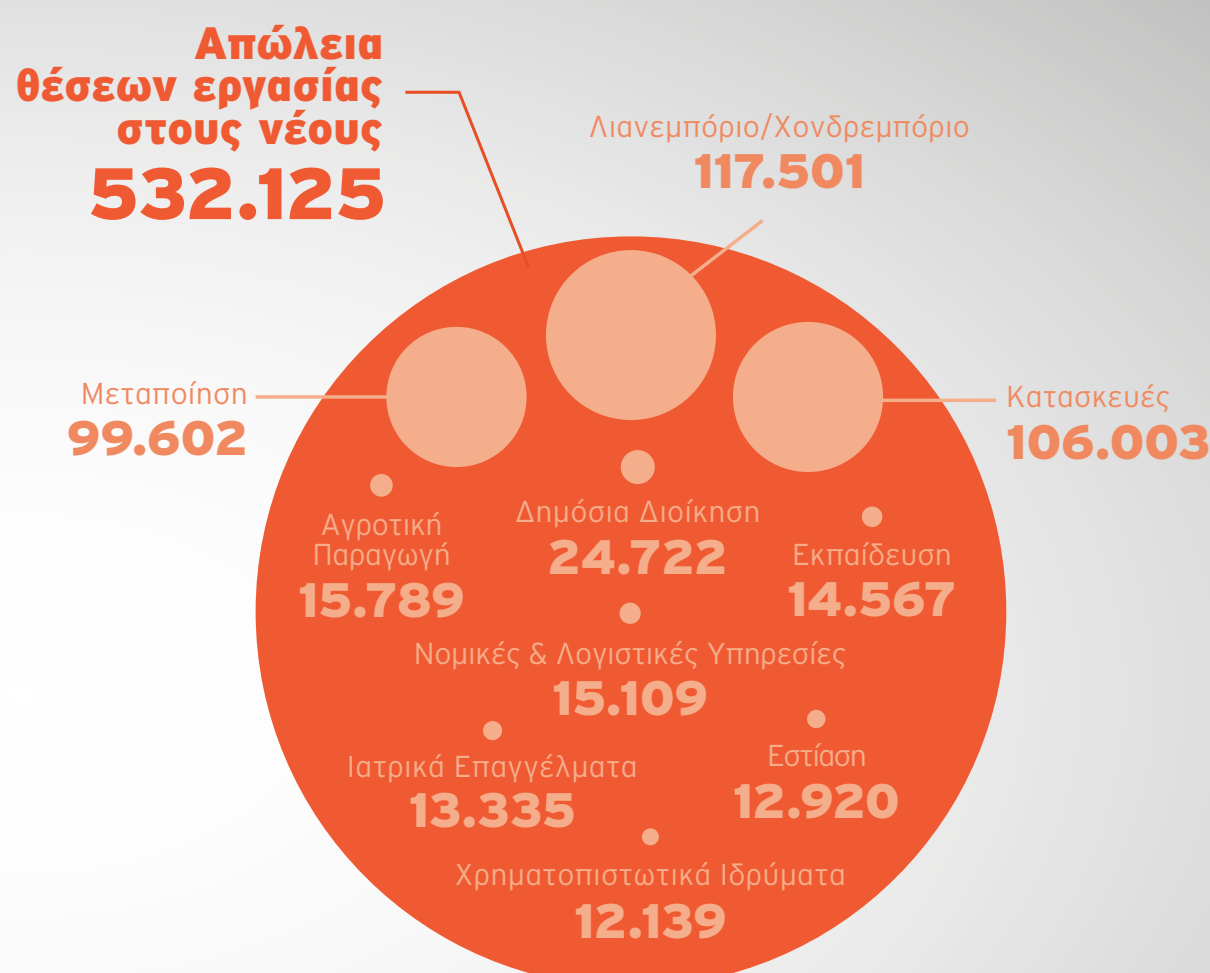 Απώλεια
θέσεων εργασίας
στους νέους
532.125
Λιανεμπόριο/Χονδρεμπόριο
117.501
Μεταποίηση
99.602
Κατασκευές
106.003
Αγροτική
Παραγωγή
15.789
Δημόσια Διοίκηση
24.722
Εκπαίδευση
14.567
Νομικές & Λογιστικές Υπηρεσίες
15.109
Ιατρικά Επαγγέλματα
13.335
Εστίαση
12.920
Χρηματοπιστωτικά Ιδρύματα
12.139